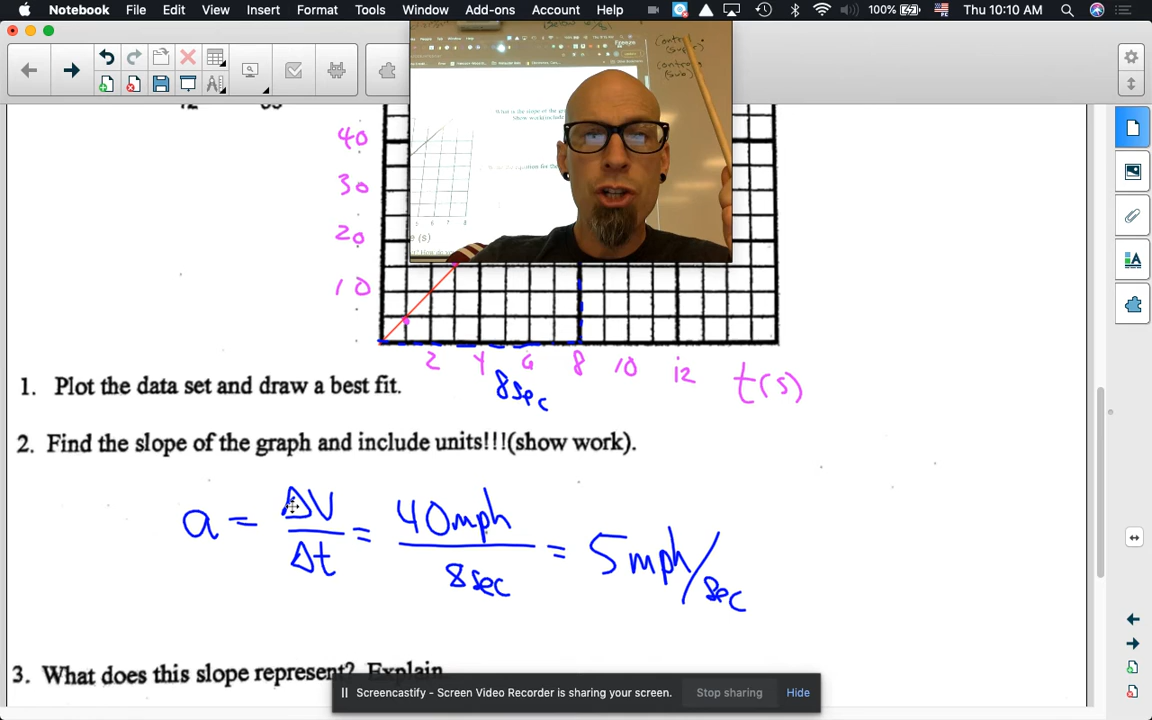 Notebook File Edit View Insert Format Tools Window Add-ons Account Help 100% Thu 10:10 AM
40
30
20
10
2 4 6 8 10 12 t(s)
8sec
1. Plot the data set and draw a best fit.
2. Find the slope of the graph and include units!!!(show work).
a = ΔV/Δt = 40mph/8sec = 5mph/sec
3. What does this slope represent? Explain
Screencastify - Screen Video Recorder is sharing your screen. Stop sharing Hide